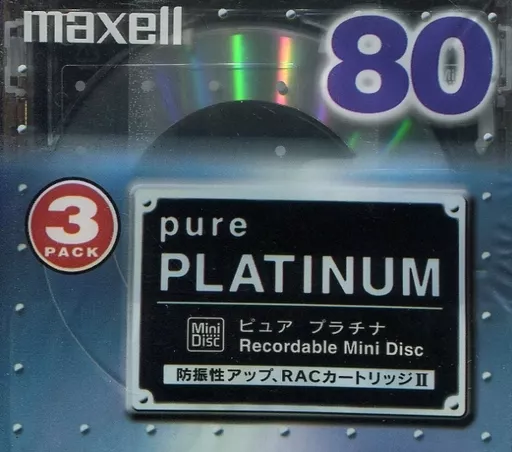 maxell
80
3
PACK
pure
PLATINUM
Mini
Disc
ピュア プラチナ
Recordable Mini Disc
防振性アップ、RACカートリッジⅡ